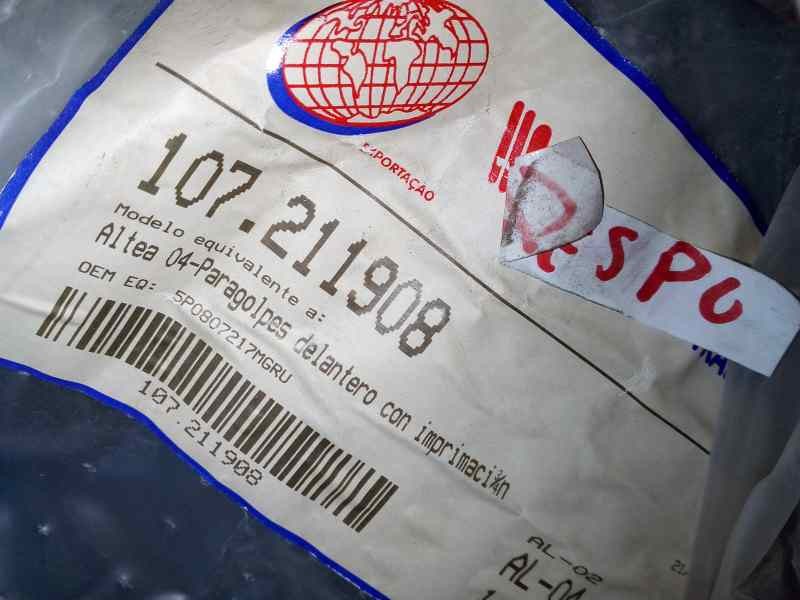 EXPORTAÇÃO
107.211908
Modelo equivalente a:
Altea 04-Paragolpes delantero con imprimaci¾n
OEM EQ: 5P0807217MGRU
107.211908
RSPO
AL-02
AL-04